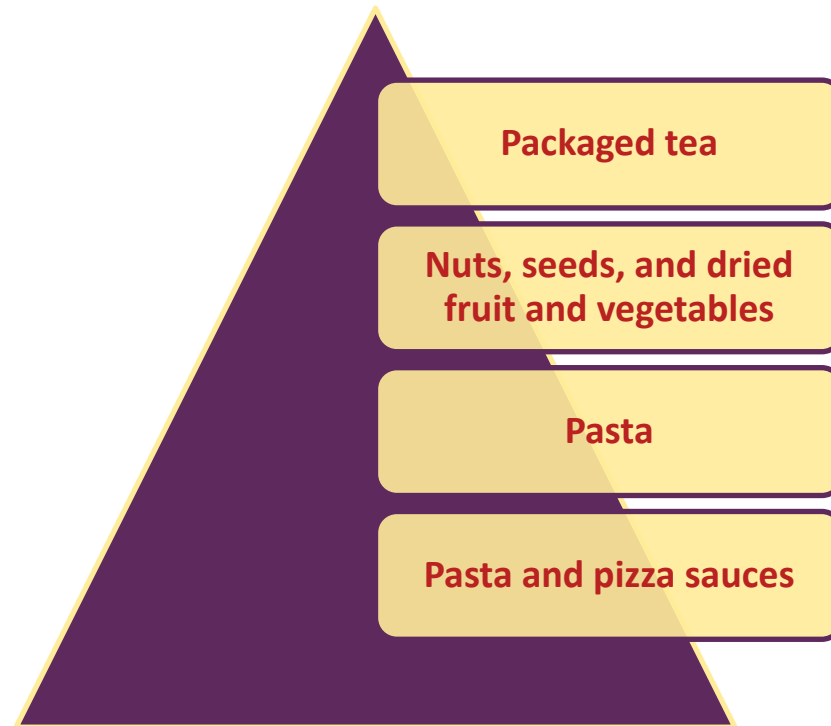 Packaged tea
Nuts, seeds, and dried
fruit and vegetables
Pasta
Pasta and pizza sauces